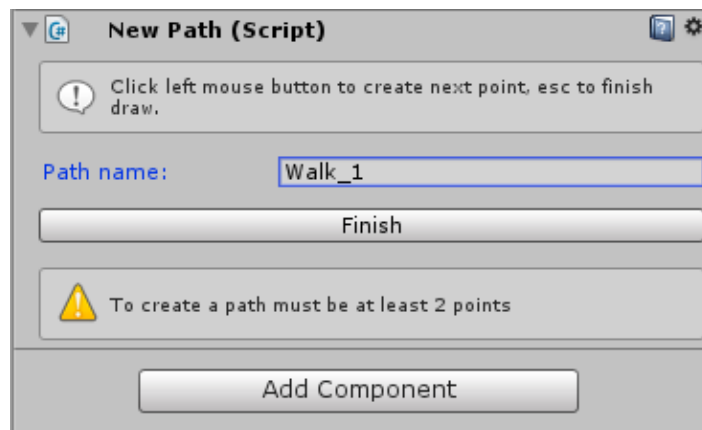 New Path (Script)
Click left mouse button to create next point, esc to finish
draw.
Path name: Walk_1
Finish
To create a path must be at least 2 points
Add Component